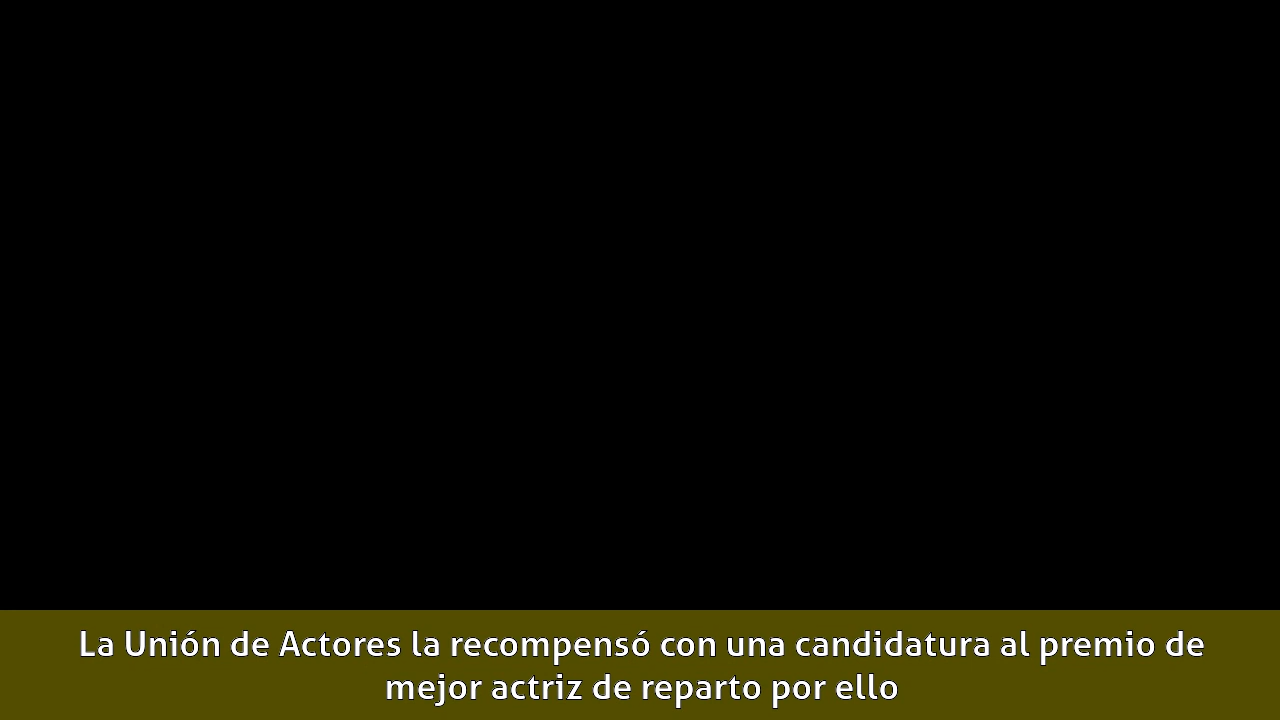 La Unión de Actores la recompensó con una candidatura al premio de
mejor actriz de reparto por ello